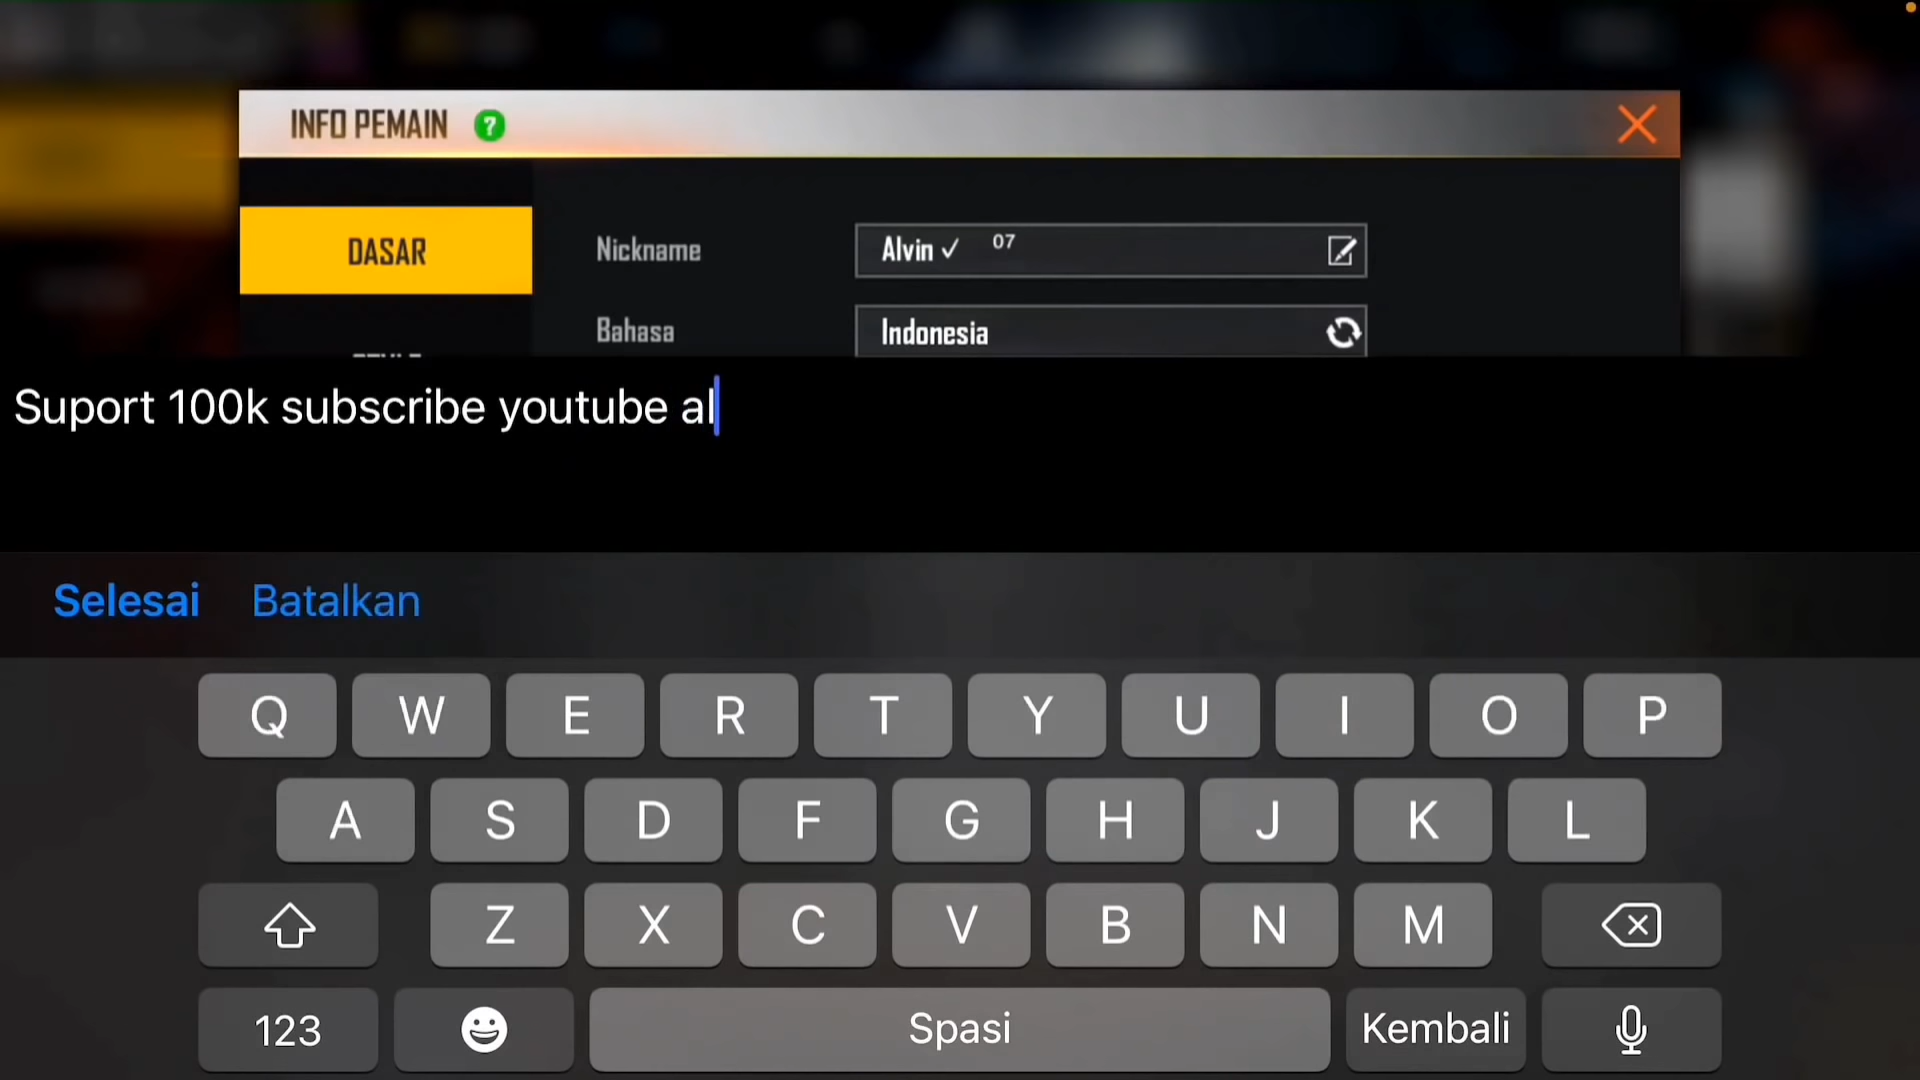 INFO PEMAIN ?
DASAR
Nickname
Alvin ✓ 07
Bahasa
Indonesia
Suport 100k subscribe youtube al
Selesai Batalkan
Q W E R T Y U I O P
A S D F G H J K L
Z X C V B N M
123 Spasi Kembali